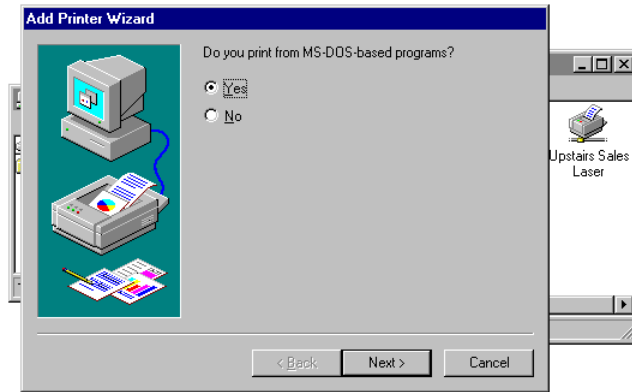 Add Printer Wizard
Do you print from MS-DOS-based programs?
Yes
No
Upstairs Sales
Laser
< Back
Next >
Cancel